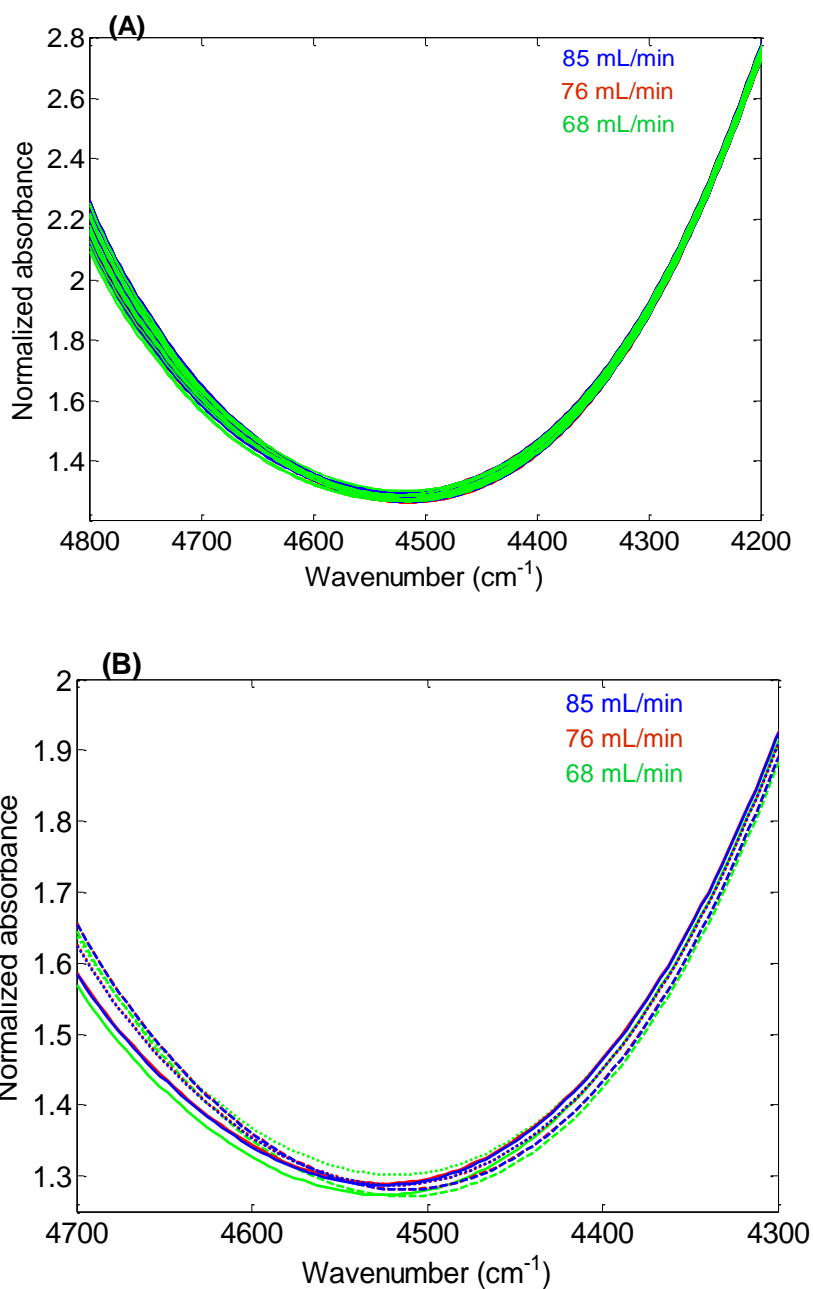 (A)
85 mL/min
76 mL/min
68 mL/min
2.8
2.6
2.4
2.2
2
1.8
1.6
1.4
Normalized absorbance
4800 4700 4600 4500 4400 4300 4200
Wavenumber (cm-1)
(B)
85 mL/min
76 mL/min
68 mL/min
2
1.9
1.8
1.7
1.6
1.5
1.4
1.3
Normalized absorbance
4700 4600 4500 4400 4300
Wavenumber (cm-1)